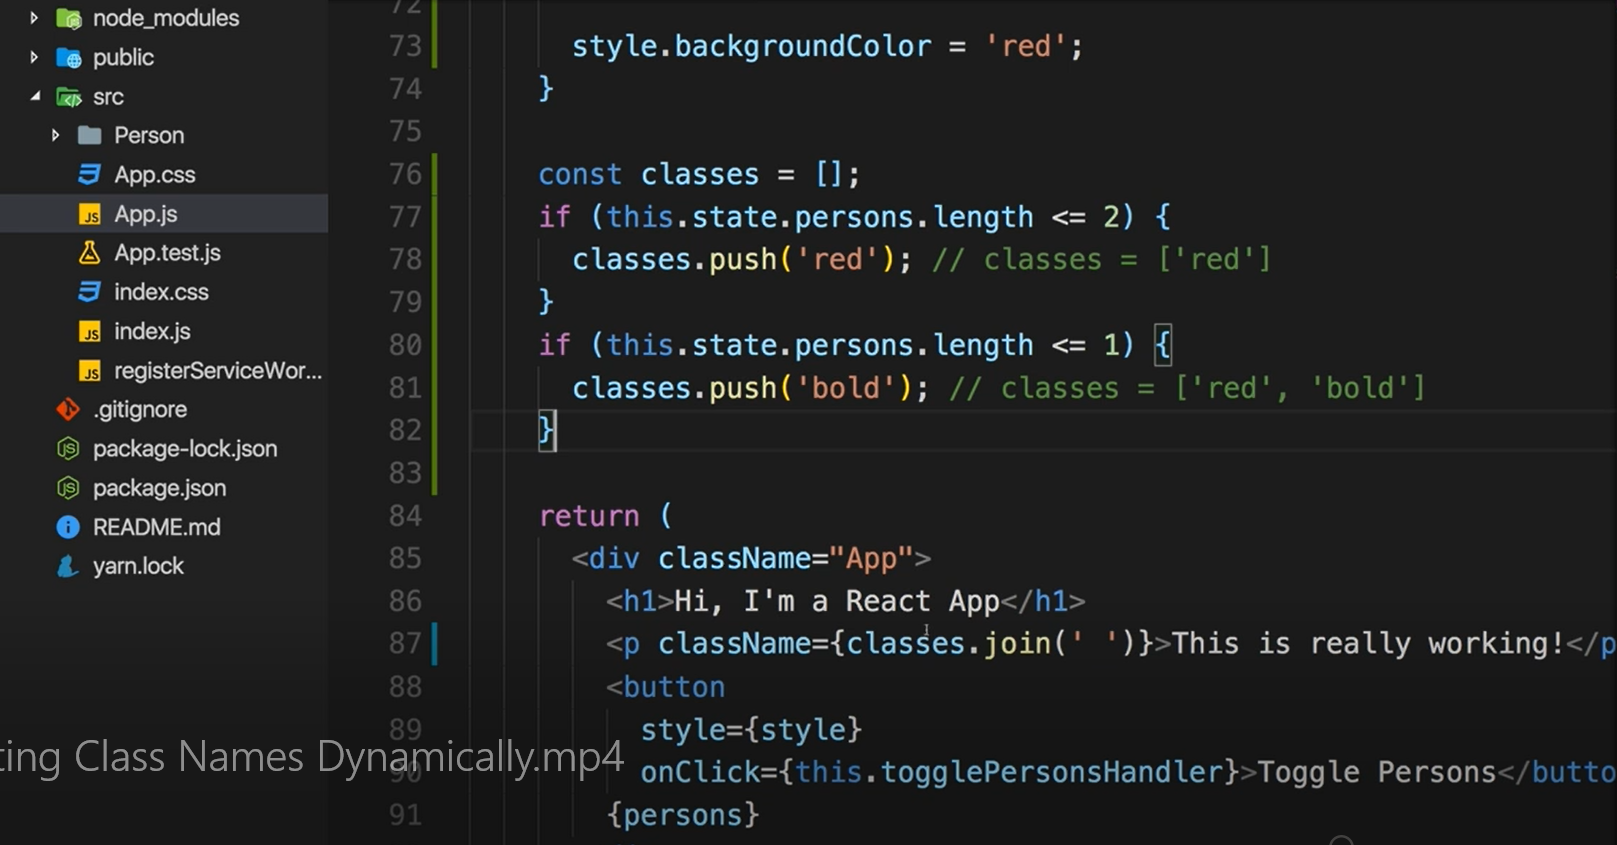 node_modules
public
src
Person
App.css
App.js
App.test.js
index.css
index.js
registerServiceWor...
.gitignore
package-lock.json
package.json
README.md
yarn.lock
72
73 style.backgroundColor = 'red';
74 }
75
76 const classes = [];
77 if (this.state.persons.length <= 2) {
78 classes.push('red'); // classes = ['red']
79 }
80 if (this.state.persons.length <= 1) {
81 classes.push('bold'); // classes = ['red', 'bold']
82 }
83
84 return (
85 <div className="App">
86 <h1>Hi, I'm a React App</h1>
87 <p className={classes.join(' ')}>This is really working!</p
88 <button
89 style={style}
90 onClick={this.togglePersonsHandler}>Toggle Persons</butto
91 {persons}
ting Class Names Dynamically.mp4